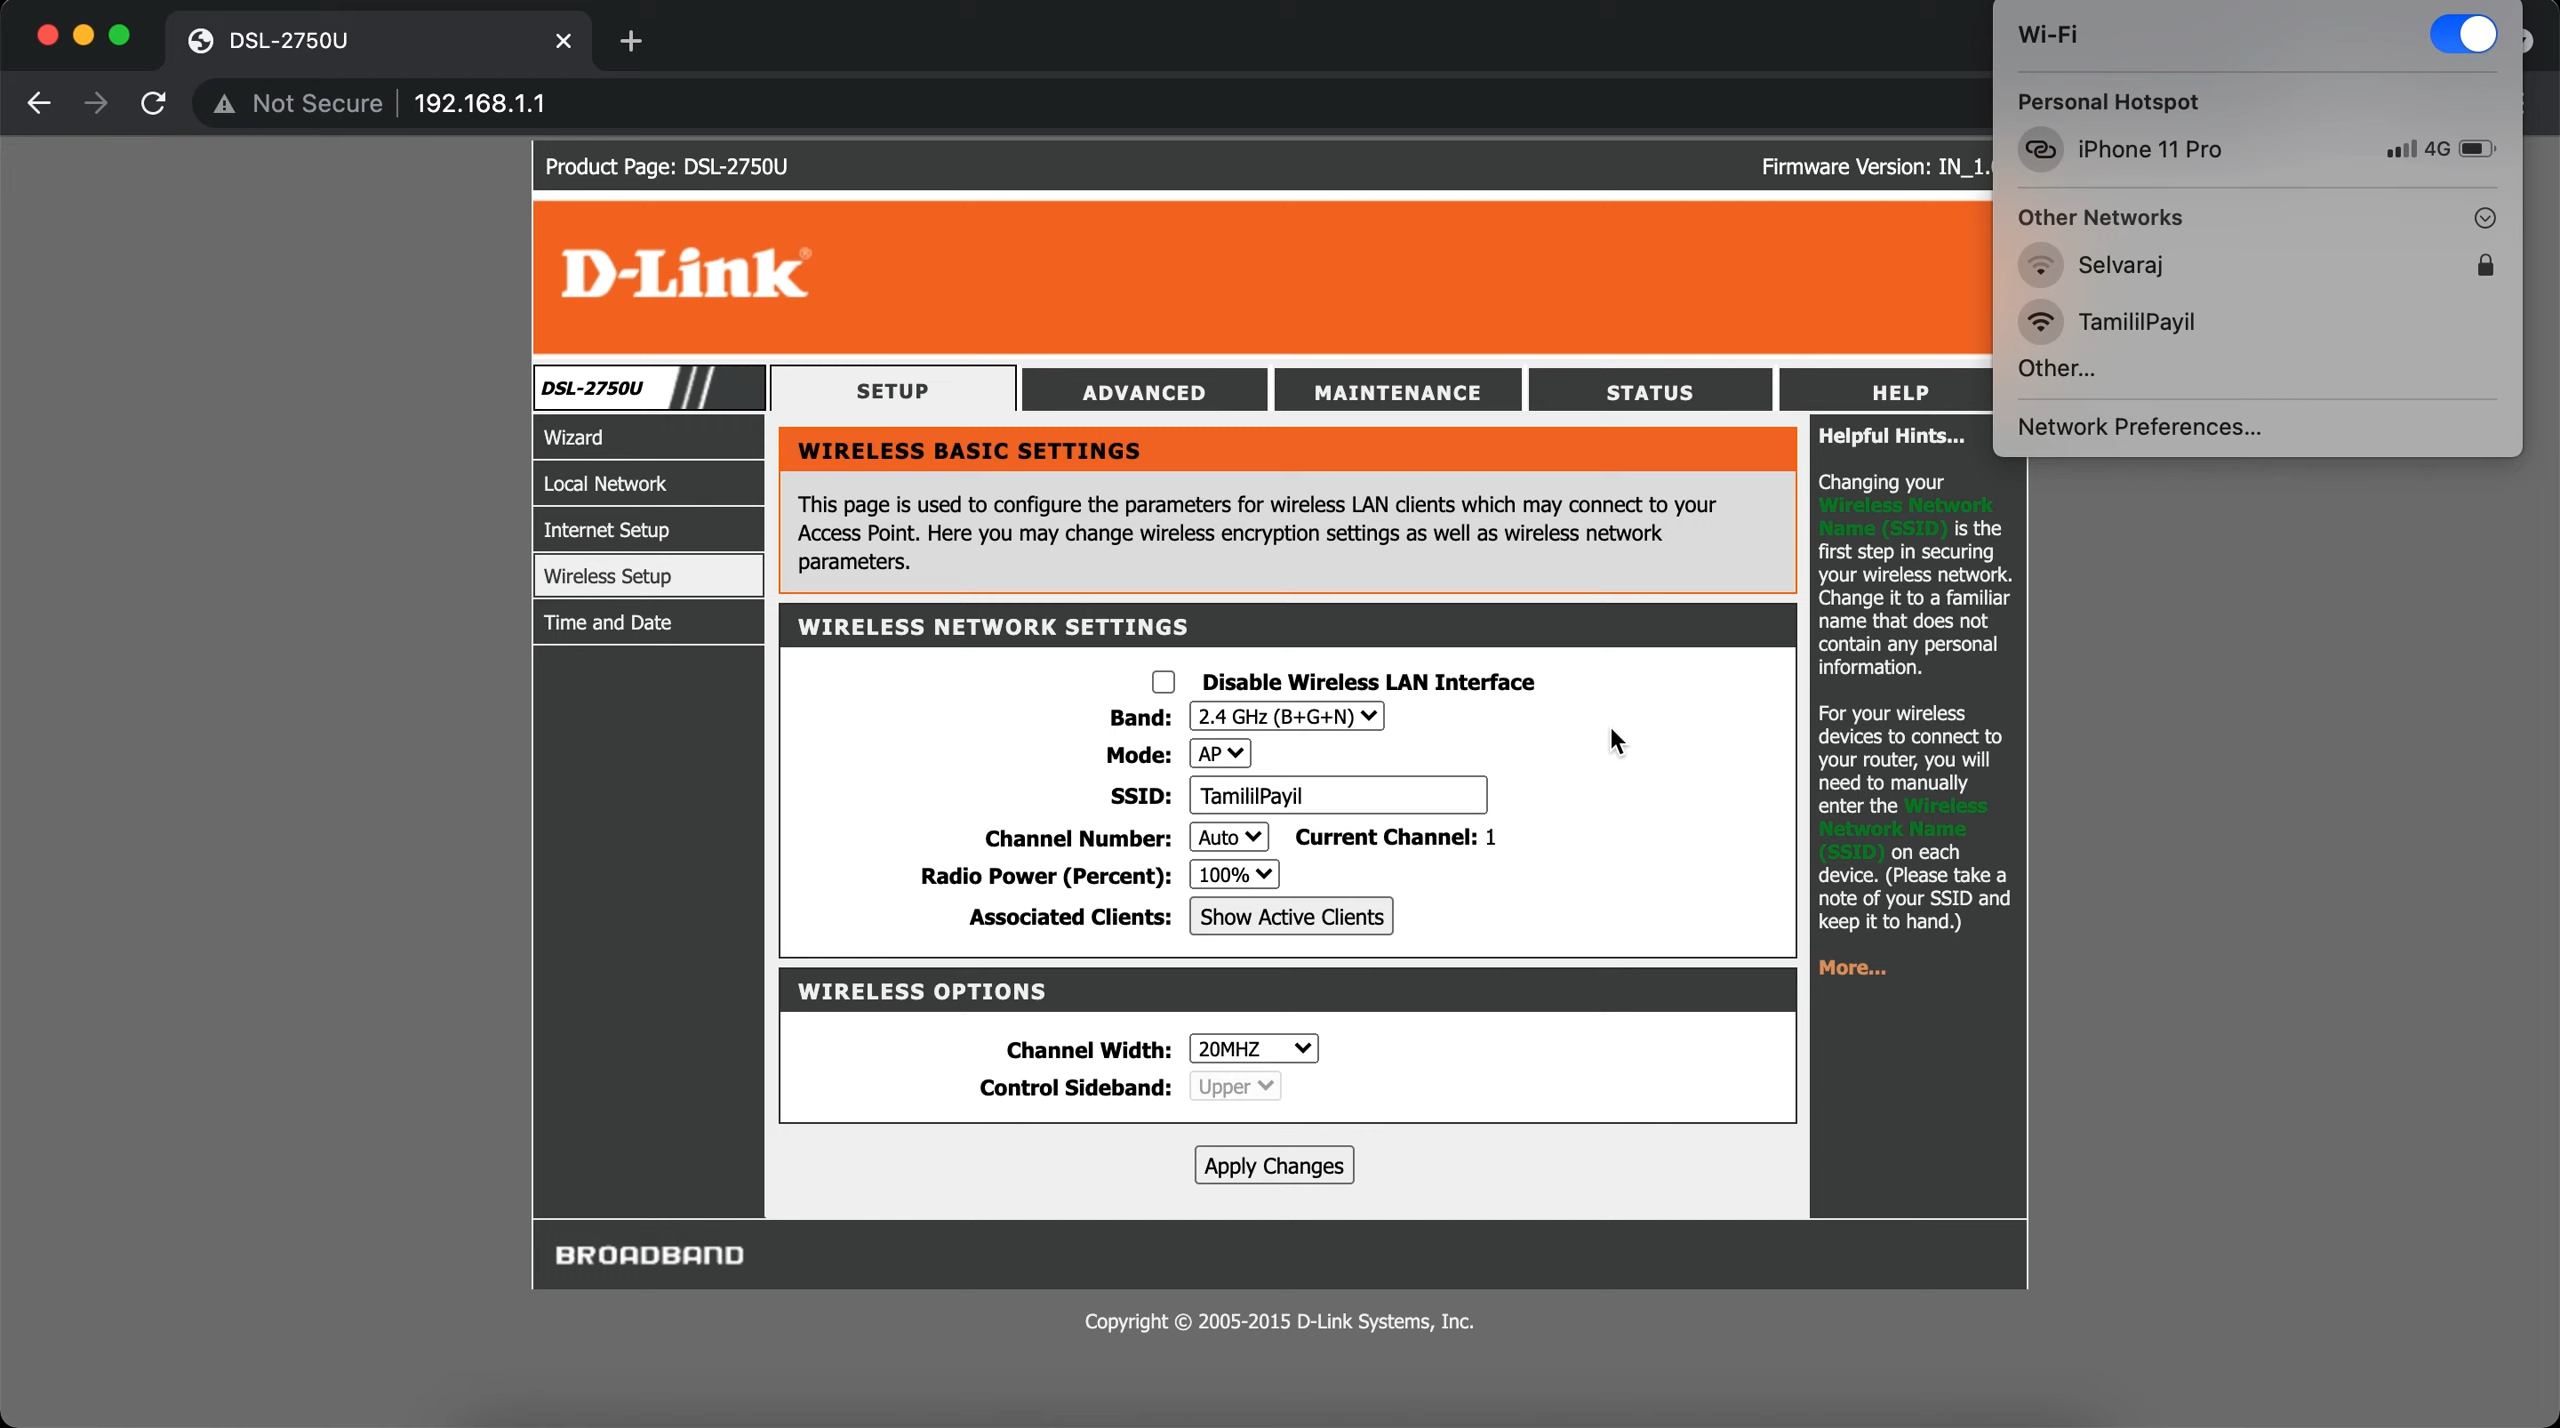 DSL-2750U
Not Secure
192.168.1.1
Wi-Fi
Personal Hotspot
iPhone 11 Pro
4G
Other Networks
Selvaraj
TamililPayil
Other...
Network Preferences...
Product Page: DSL-2750U
Firmware Version: IN_1.
D-Link®
DSL-2750U
SETUP
ADVANCED
MAINTENANCE
STATUS
HELP
Wizard
Local Network
Internet Setup
Wireless Setup
Time and Date
WIRELESS BASIC SETTINGS
This page is used to configure the parameters for wireless LAN clients which may connect to your
Access Point. Here you may change wireless encryption settings as well as wireless network
parameters.
WIRELESS NETWORK SETTINGS
Disable Wireless LAN Interface
Band: 2.4 GHz (B+G+N)
Mode: AP
SSID: TamililPayil
Channel Number: Auto Current Channel: 1
Radio Power (Percent): 100%
Associated Clients: Show Active Clients
WIRELESS OPTIONS
Channel Width: 20MHZ
Control Sideband: Upper
Apply Changes
Helpful Hints...
Changing your
Wireless Network
Name (SSID) is the
first step in securing
your wireless network.
Change it to a familiar
name that does not
contain any personal
information.
For your wireless
devices to connect to
your router, you will
need to manually
enter the Wireless
Network Name
(SSID) on each
device. (Please take a
note of your SSID and
keep it to hand.)
More...
BROADBAND
Copyright © 2005-2015 D-Link Systems, Inc.